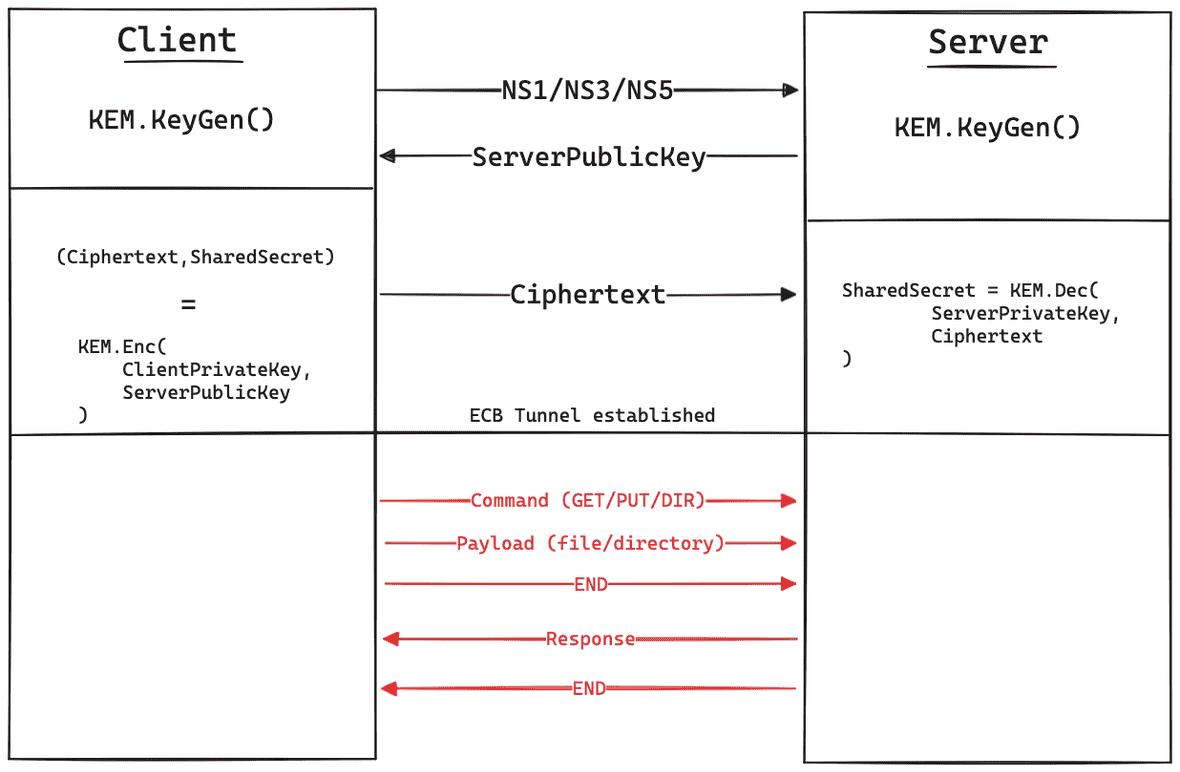 Client
Server
KEM.KeyGen()
NS1/NS3/NS5
KEM.KeyGen()
ServerPublicKey
(Ciphertext,SharedSecret)
=
KEM.Enc(
ClientPrivateKey,
ServerPublicKey
)
Ciphertext
SharedSecret = KEM.Dec(
ServerPrivateKey,
Ciphertext
)
ECB Tunnel established
Command (GET/PUT/DIR)
Payload (file/directory)
END
Response
END